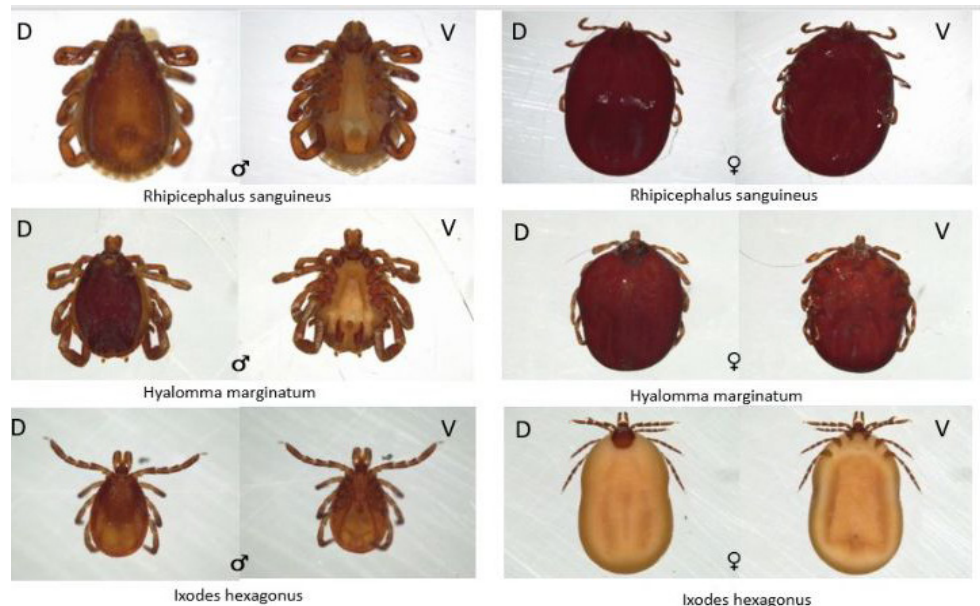 D V D V
♂ ♀
Rhipicephalus sanguineus Rhipicephalus sanguineus
D V D V
♂ ♀
Hyalomma marginatum Hyalomma marginatum
D V D V
♂ ♀
Ixodes hexagonus Ixodes hexagonus